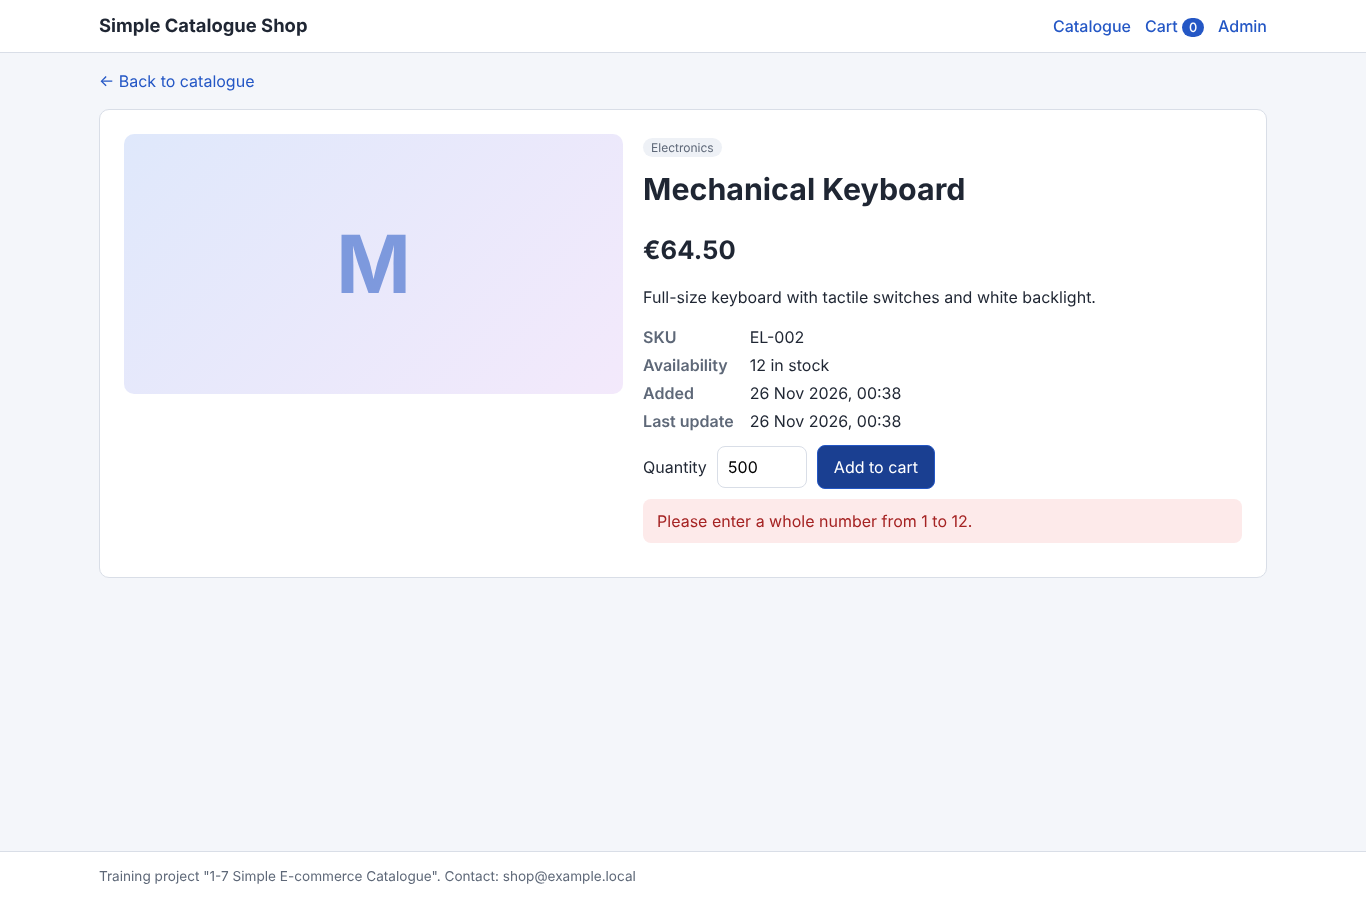 Simple Catalogue Shop
Catalogue Cart 0 Admin
← Back to catalogue
M
Electronics
Mechanical Keyboard
€64.50
Full-size keyboard with tactile switches and white backlight.
SKU EL-002
Availability 12 in stock
Added 26 Nov 2026, 00:38
Last update 26 Nov 2026, 00:38
Quantity 500 Add to cart
Please enter a whole number from 1 to 12.
Training project "1-7 Simple E-commerce Catalogue". Contact: shop@example.local